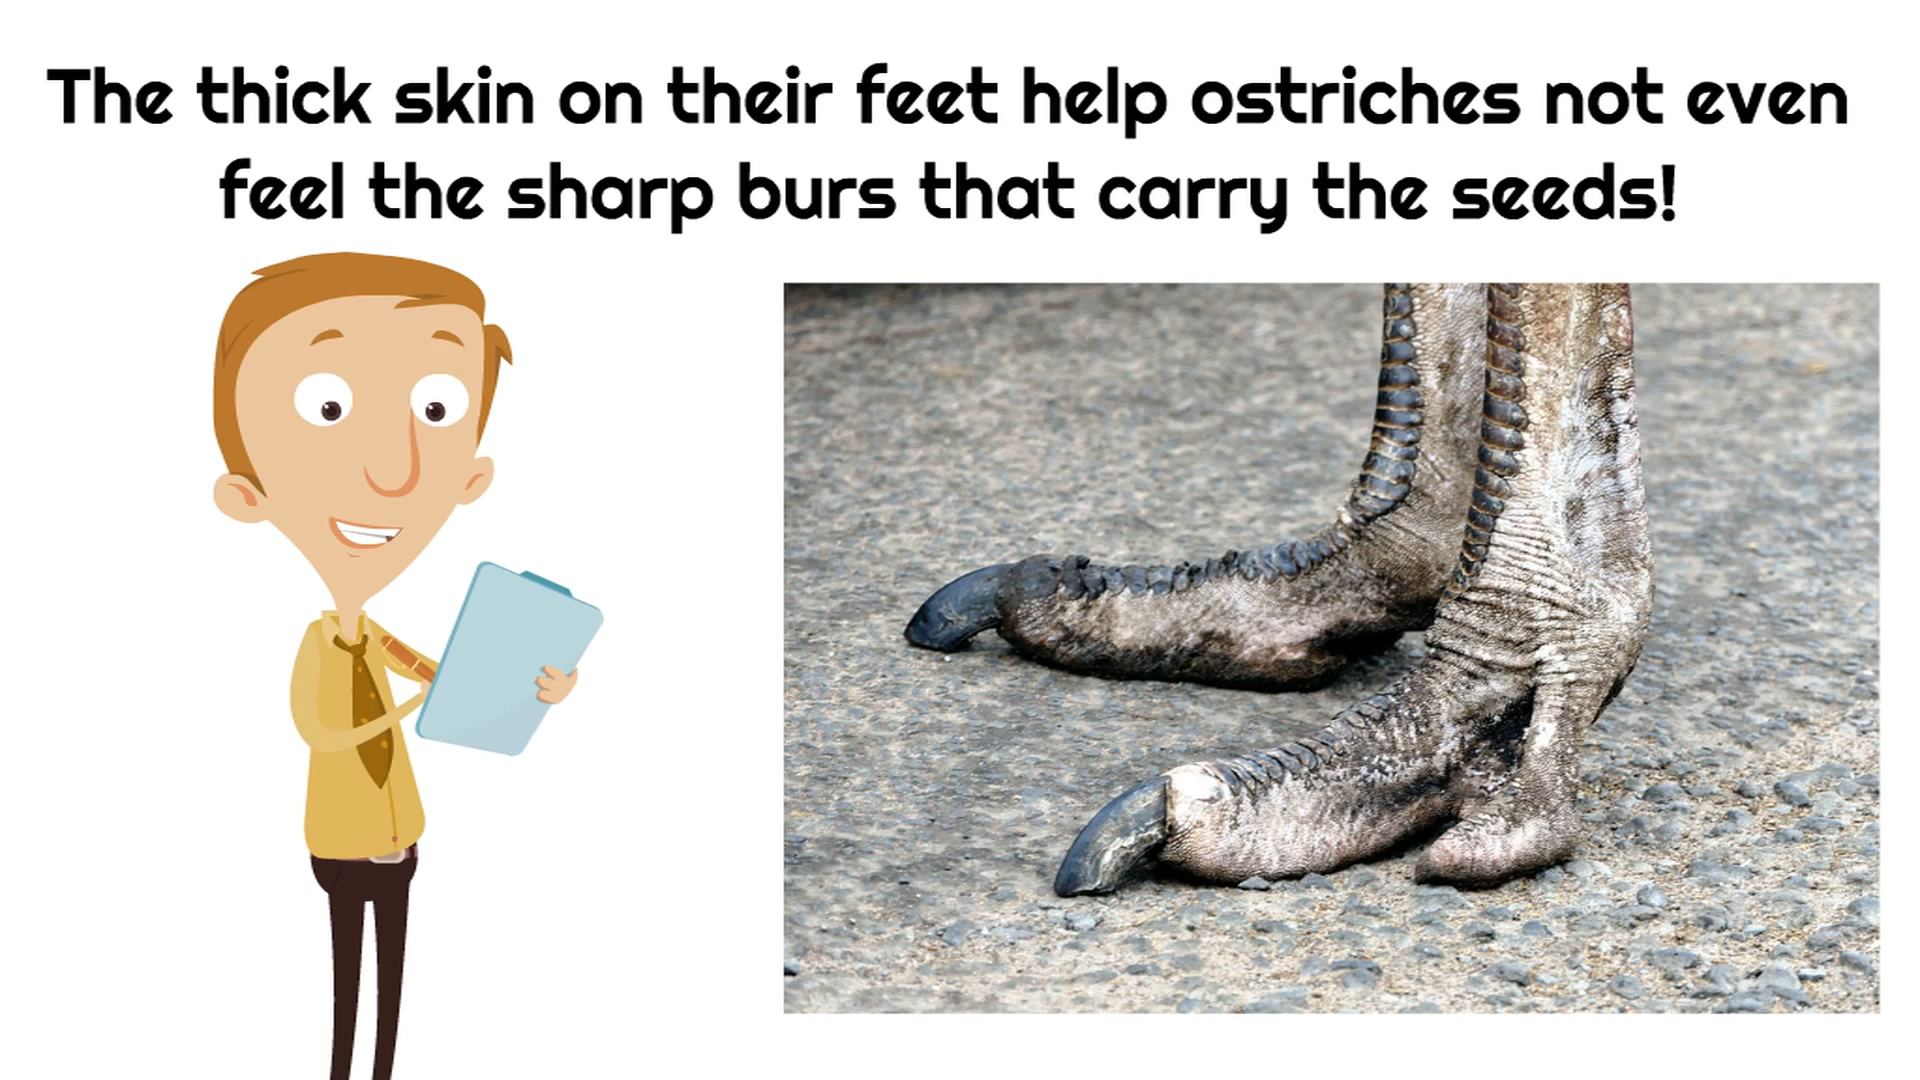 The thick skin on their feet help ostriches not even
feel the sharp burs that carry the seeds!